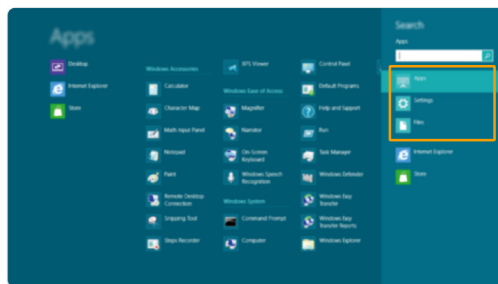 Apps
Desktop
Internet Explorer
Store
Windows Accessories
Calculator
Character Map
Math Input Panel
Notepad
Paint
Remote Desktop
Connection
Snipping Tool
Steps Recorder
XPS Viewer
Windows Ease of Access
Magnifier
Narrator
On-Screen
Keyboard
Windows Speech
Recognition
Windows System
Command Prompt
Computer
Control Panel
Default Programs
Help and Support
Run
Task Manager
Windows Defender
Windows Easy
Transfer
Windows Easy
Transfer Reports
Windows Explorer
Search
Apps
Apps
Settings
Files
Internet Explorer
Store